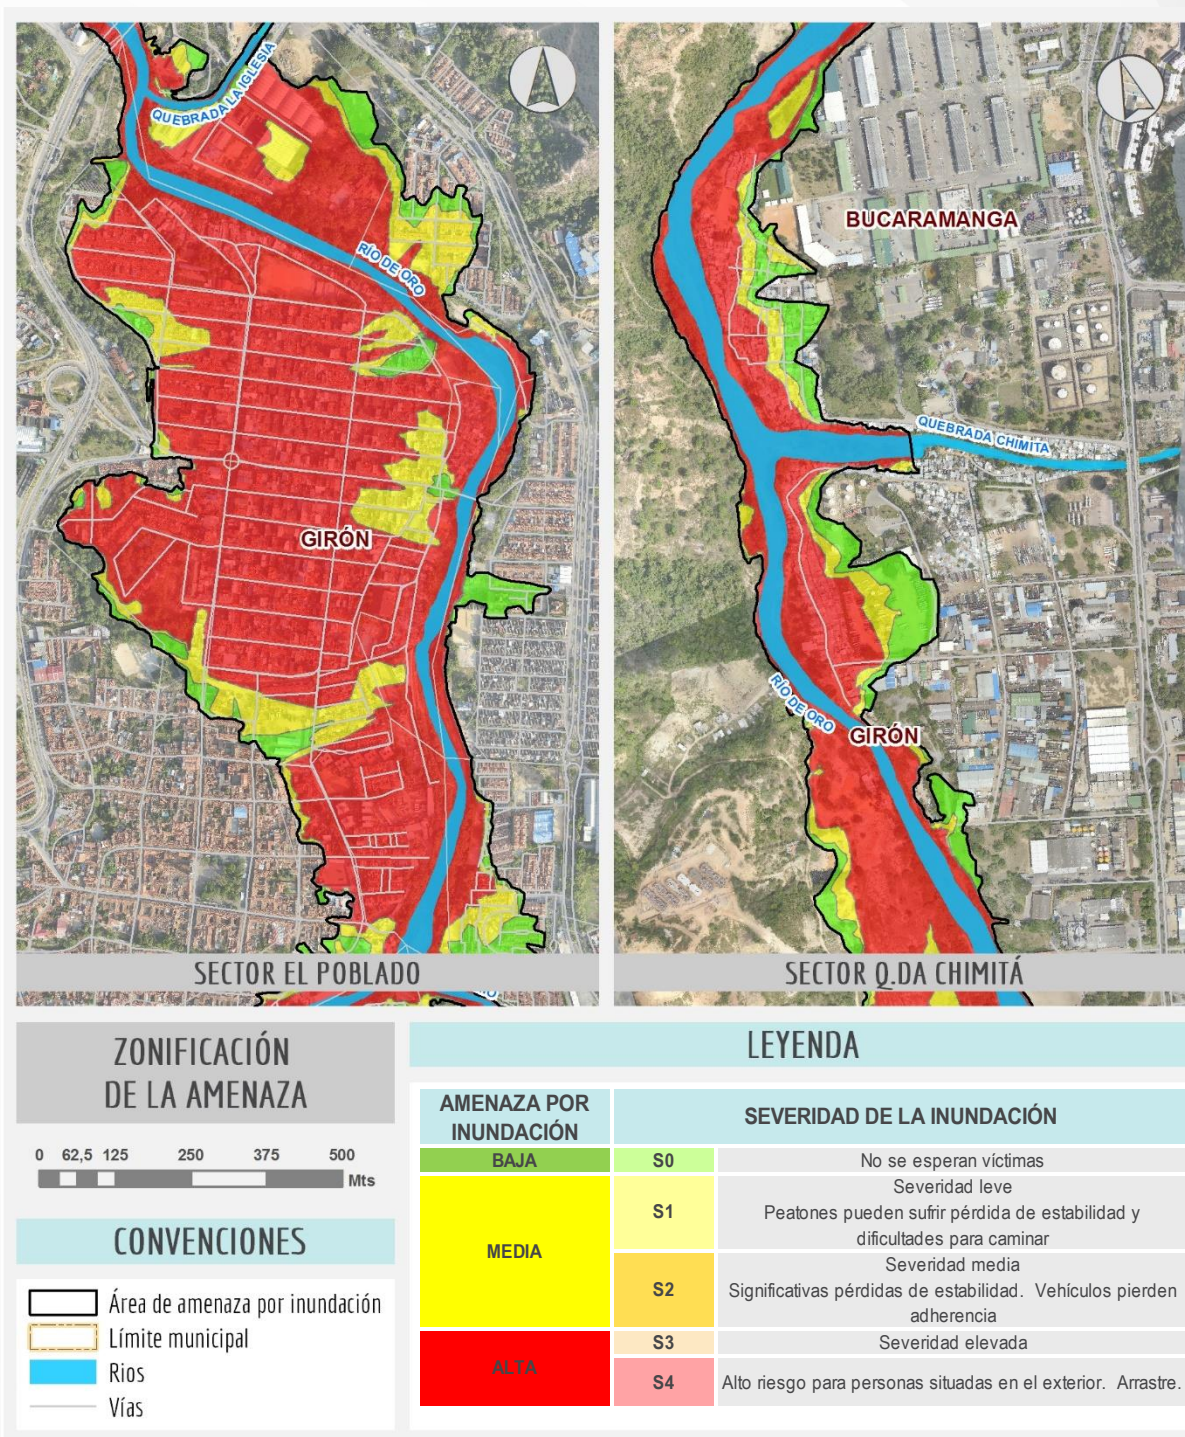 QUEBRADA LA IGLESIA
RÍO DE ORO
GIRÓN
SECTOR EL POBLADO
BUCARAMANGA
QUEBRADA CHIMITA
RÍO DE ORO
GIRÓN
SECTOR Q.DA CHIMITÁ
ZONIFICACIÓN
DE LA AMENAZA
0 62,5 125 250 375 500
Mts
CONVENCIONES
Área de amenaza por inundación
Límite municipal
Rios
Vías
LEYENDA
AMENAZA POR
INUNDACIÓN
SEVERIDAD DE LA INUNDACIÓN
BAJA
S0
No se esperan víctimas
MEDIA
S1
Severidad leve
Peatones pueden sufrir pérdida de estabilidad y
dificultades para caminar
S2
Severidad media
Significativas pérdidas de estabilidad. Vehículos pierden
adherencia
ALTA
S3
Severidad elevada
S4
Alto riesgo para personas situadas en el exterior. Arrastre.